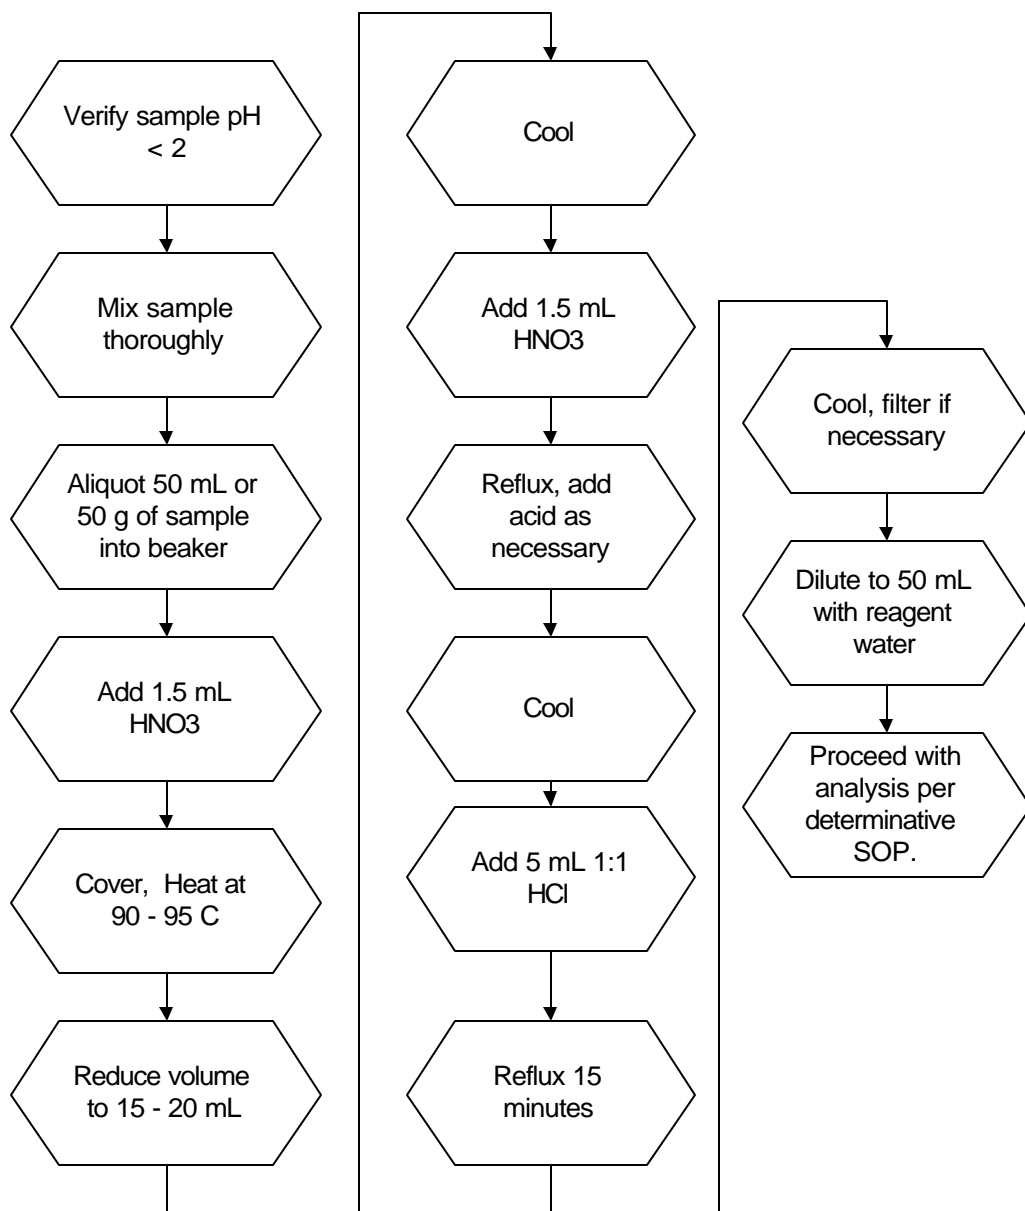 Verify sample pH
< 2
Mix sample
thoroughly
Aliquot 50 mL or
50 g of sample
into beaker
Add 1.5 mL
HNO3
Cover,  Heat at
90 - 95 C
Reduce volume
to 15 - 20 mL
Cool
Add 1.5 mL
HNO3
Reflux, add
acid as
necessary
Cool
Add 5 mL 1:1
HCl
Reflux 15
minutes
Cool, filter if
necessary
Dilute to 50 mL
with reagent
water
Proceed with
analysis per
determinative
SOP.